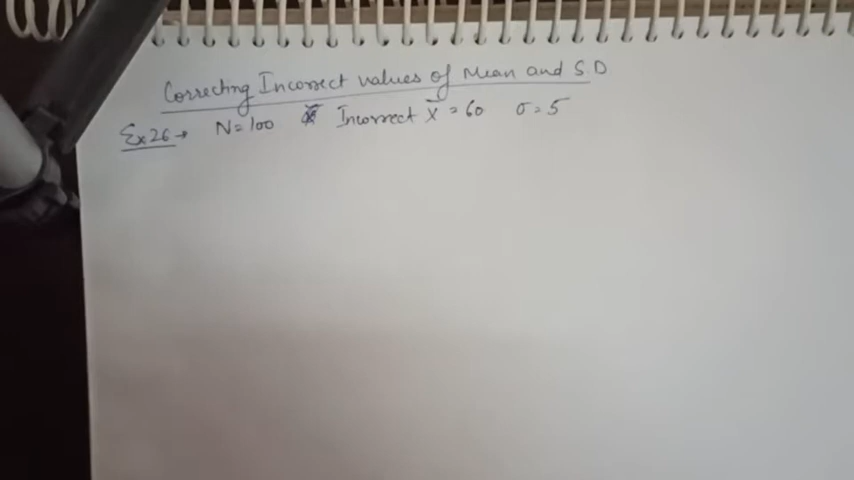 Correcting Incorrect values of Mean and S.D
Ex 26 → N = 100 Incorrect X̄ = 60 σ = 5